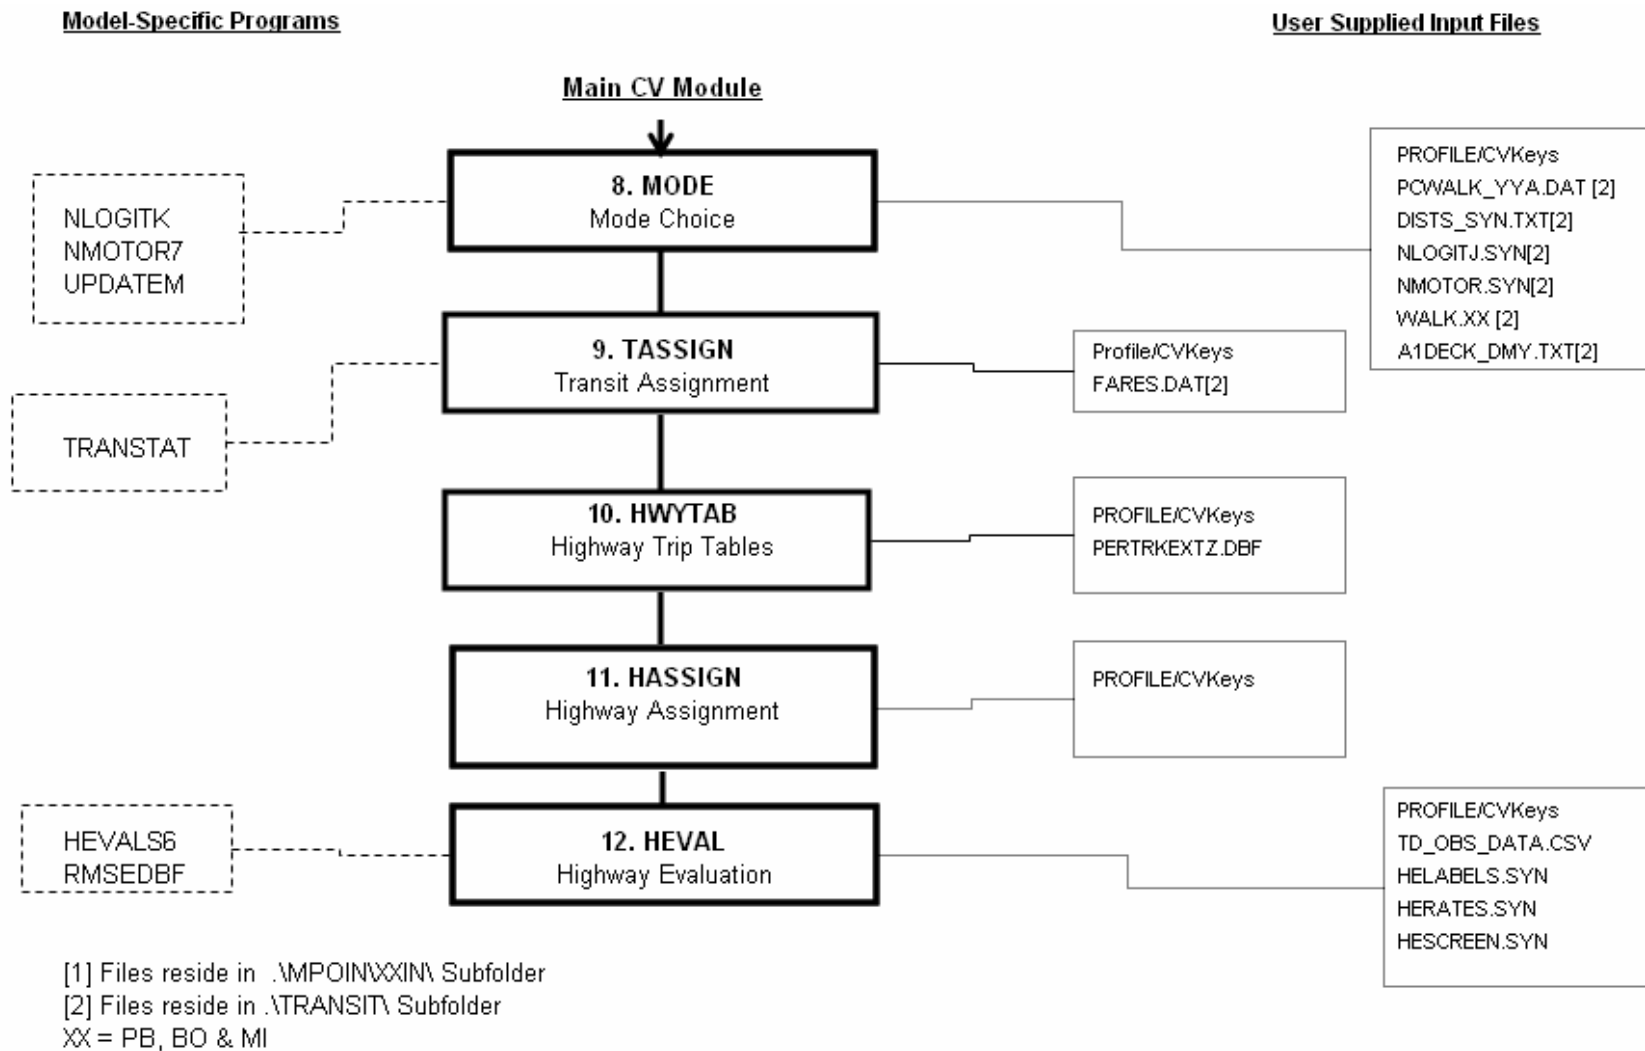 Model-Specific Programs
User Supplied Input Files
Main CV Module
8. MODE
Mode Choice
NLOGITK
NMOTOR7
UPDATEM
PROFILE/CVKeys
PCWALK_YYA.DAT [2]
DISTS_SYN.TXT[2]
NLOGITJ.SYN[2]
NMOTOR.SYN[2]
WALK.XX [2]
A1DECK_DMY.TXT[2]
9. TASSIGN
Transit Assignment
TRANSTAT
Profile/CVKeys
FARES.DAT[2]
10. HWYTAB
Highway Trip Tables
PROFILE/CVKeys
PERTRKEXTZ.DBF
11. HASSIGN
Highway Assignment
PROFILE/CVKeys
12. HEVAL
Highway Evaluation
HEVALS6
RMSEDBF
PROFILE/CVKeys
TD_OBS_DATA.CSV
HELABELS.SYN
HERATES.SYN
HESCREEN.SYN
[1] Files reside in .\MPOIN\XXIN\ Subfolder
[2] Files reside in .\TRANSIT\ Subfolder
XX = PB, BO & MI